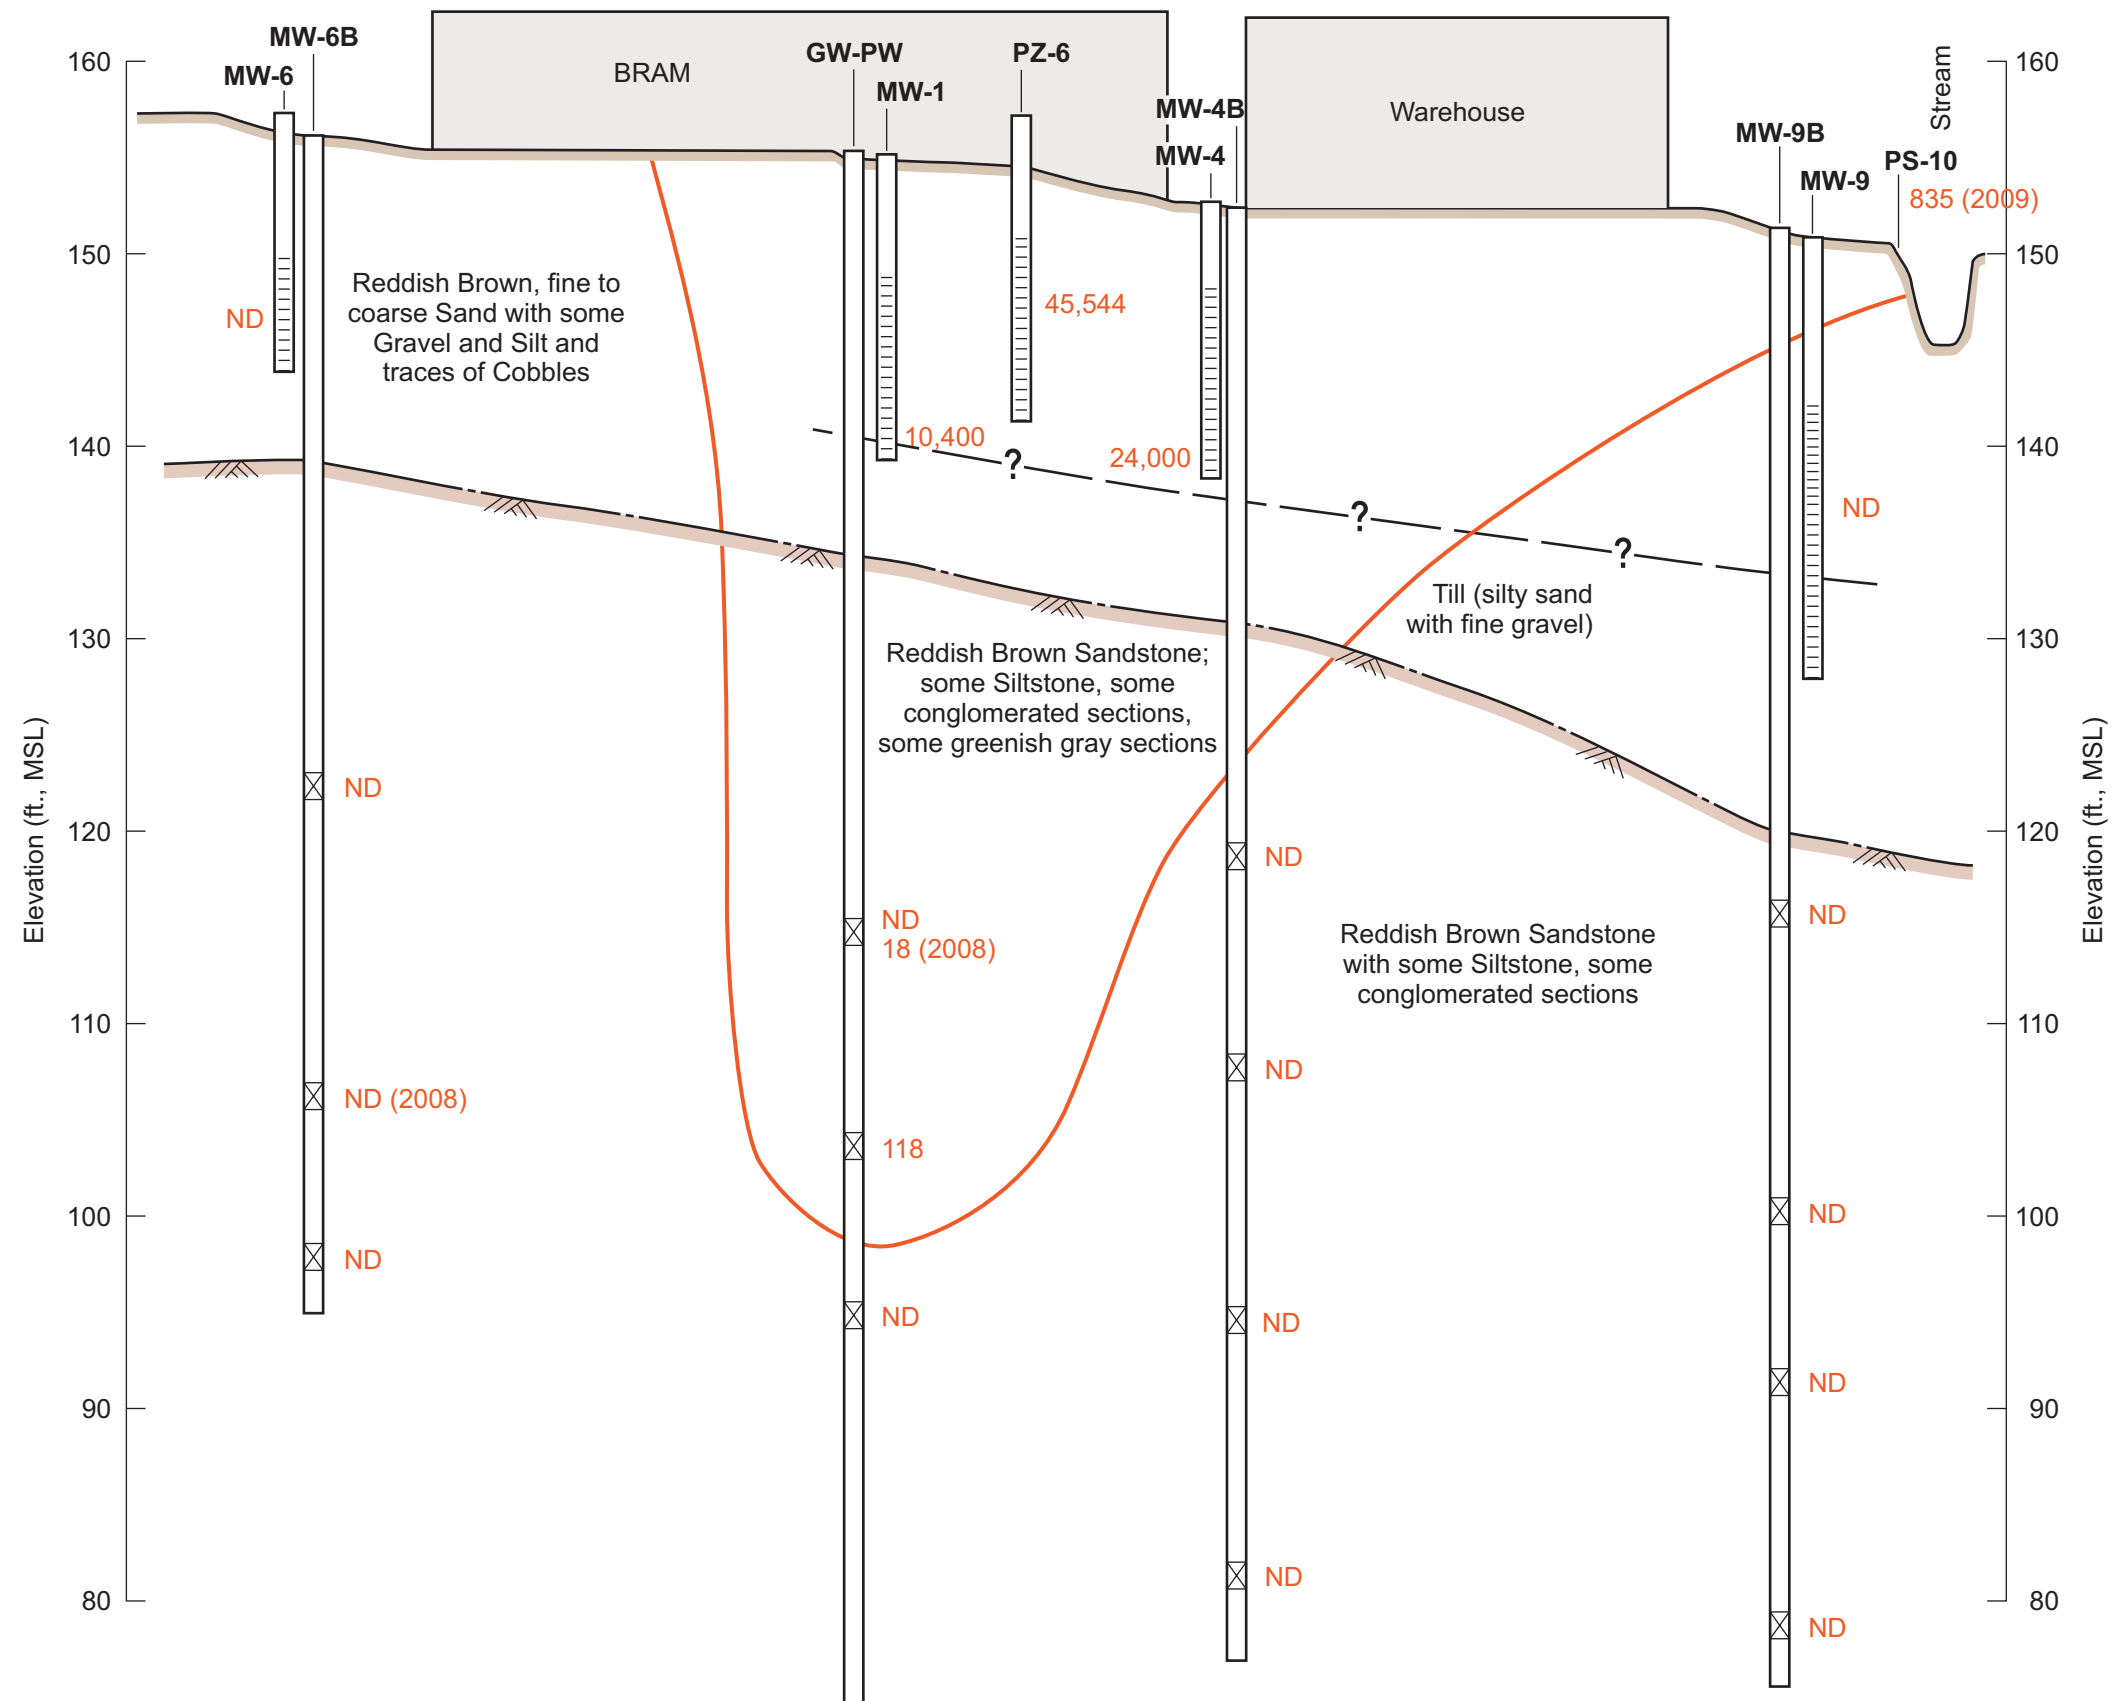 MW-6B
MW-6
BRAM
GW-PW
MW-1
PZ-6
MW-4B
MW-4
Warehouse
MW-9B
MW-9
Stream
PS-10
835 (2009)
160
150
140
130
120
110
100
90
80
Elevation (ft., MSL)
160
150
140
130
120
110
100
90
80
Elevation (ft., MSL)
Reddish Brown, fine to
coarse Sand with some
Gravel and Silt and
traces of Cobbles
ND
45,544
10,400
24,000
ND
?
?
?
Till (silty sand
with fine gravel)
Reddish Brown Sandstone;
some Siltstone, some
conglomerated sections,
some greenish gray sections
Reddish Brown Sandstone
with some Siltstone, some
conglomerated sections
ND
ND (2008)
ND
ND
18 (2008)
118
ND
ND
ND
ND
ND
ND
ND
ND
ND